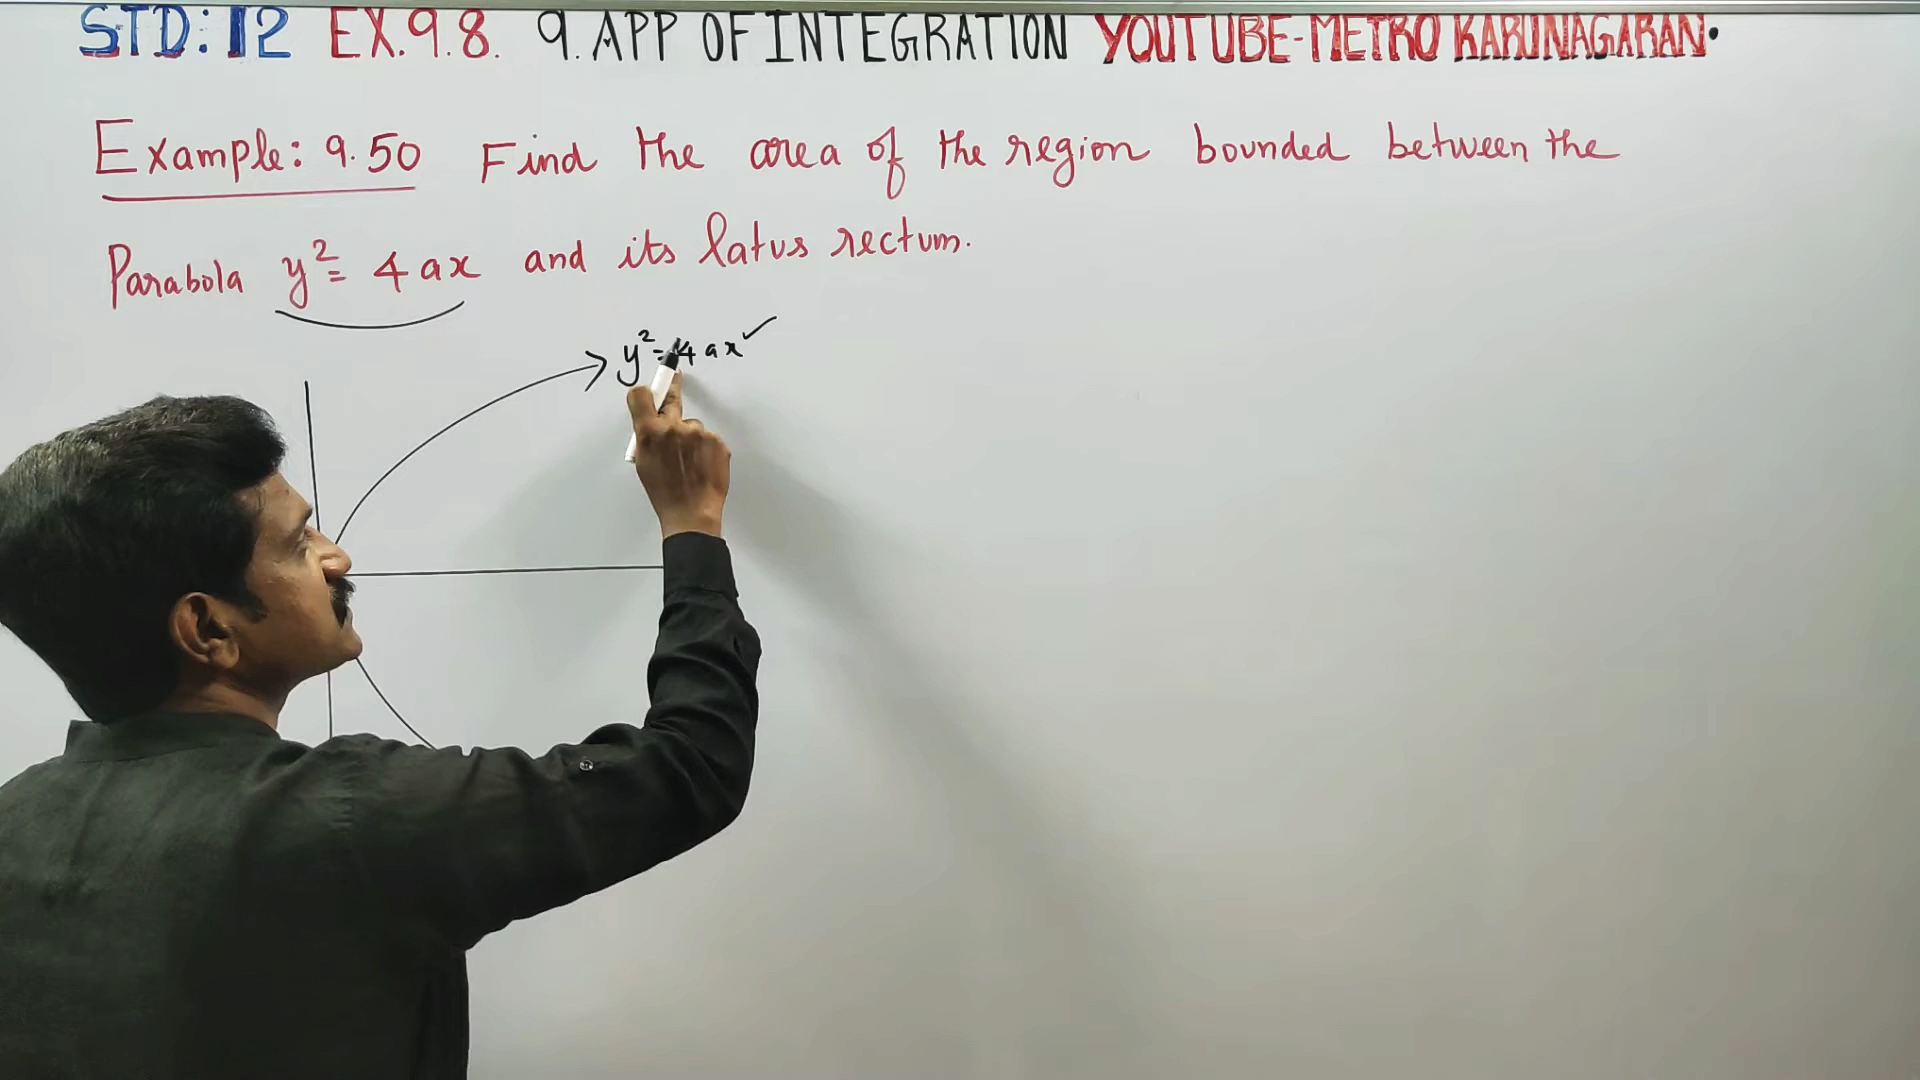 STD: 12 EX.9.8. 9. APP OF INTEGRATION YOUTUBE-METRO KARUNAGARAN.
Example: 9.50 Find the area of the region bounded between the
Parabola y² = 4ax and its latus rectum.
y² = 4ax ✓